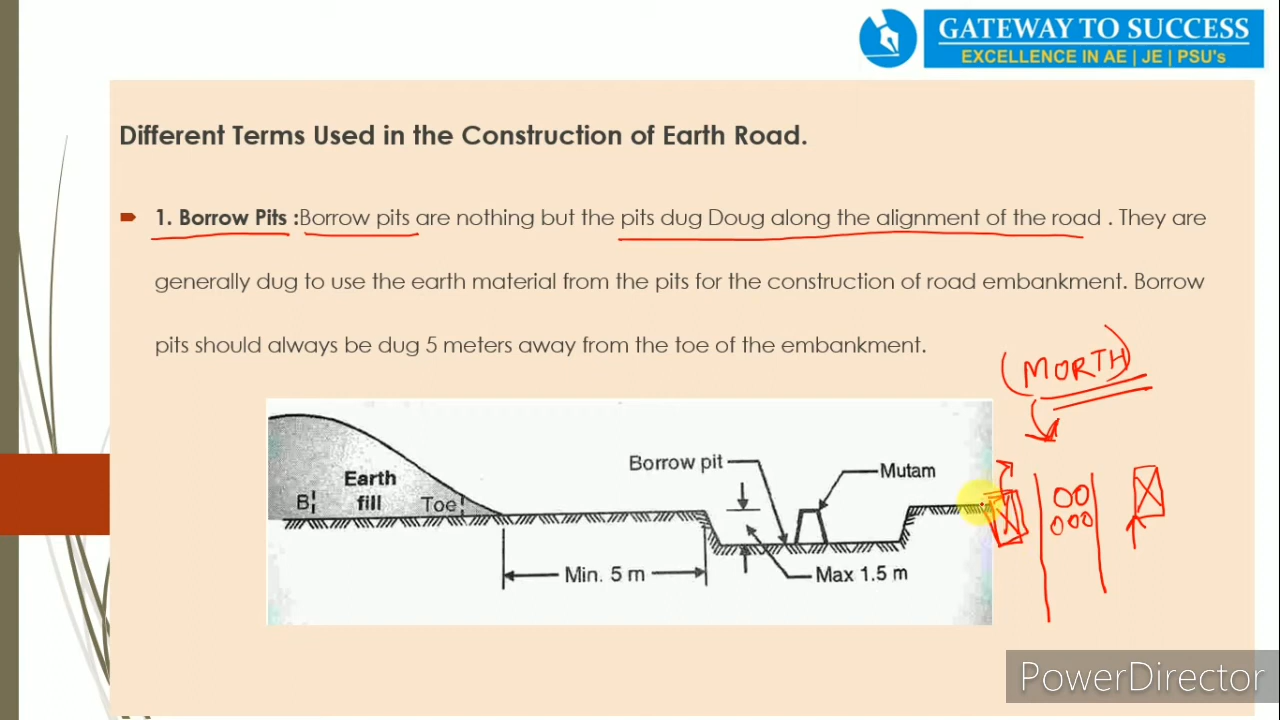 GATEWAY TO SUCCESS
EXCELLENCE IN AE | JE | PSU's
Different Terms Used in the Construction of Earth Road.
1. Borrow Pits :Borrow pits are nothing but the pits dug Doug along the alignment of the road . They are
generally dug to use the earth material from the pits for the construction of road embankment. Borrow
pits should always be dug 5 meters away from the toe of the embankment.
(MORTH)
Borrow pit
Mutam
Earth
fill
B
Toe
Min. 5 m
Max 1.5 m
PowerDirector